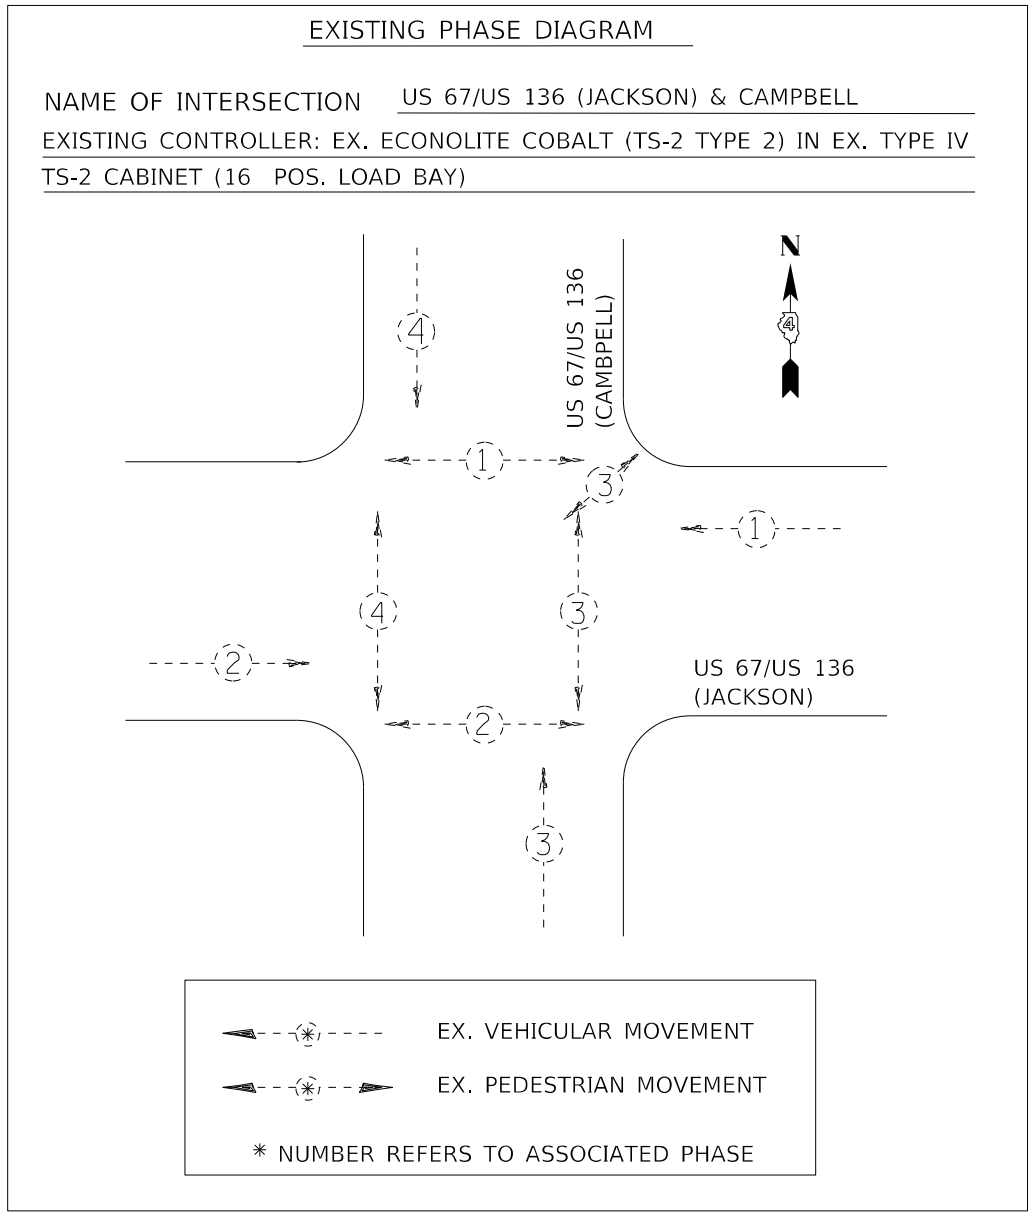 EXISTING PHASE DIAGRAM
NAME OF INTERSECTION US 67/US 136 (JACKSON) & CAMPBELL
EXISTING CONTROLLER: EX. ECONOLITE COBALT (TS-2 TYPE 2) IN EX. TYPE IV
TS-2 CABINET (16 POS. LOAD BAY)
N
4
US 67/US 136
(CAMBPELL)
4
1
3
1
4
3
2
US 67/US 136
(JACKSON)
2
3
* EX. VEHICULAR MOVEMENT
* EX. PEDESTRIAN MOVEMENT
* NUMBER REFERS TO ASSOCIATED PHASE